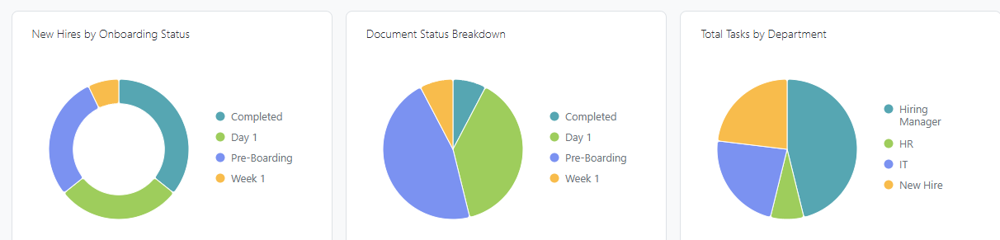 New Hires by Onboarding Status
Completed
Day 1
Pre-Boarding
Week 1
Document Status Breakdown
Completed
Day 1
Pre-Boarding
Week 1
Total Tasks by Department
Hiring
Manager
HR
IT
New Hire